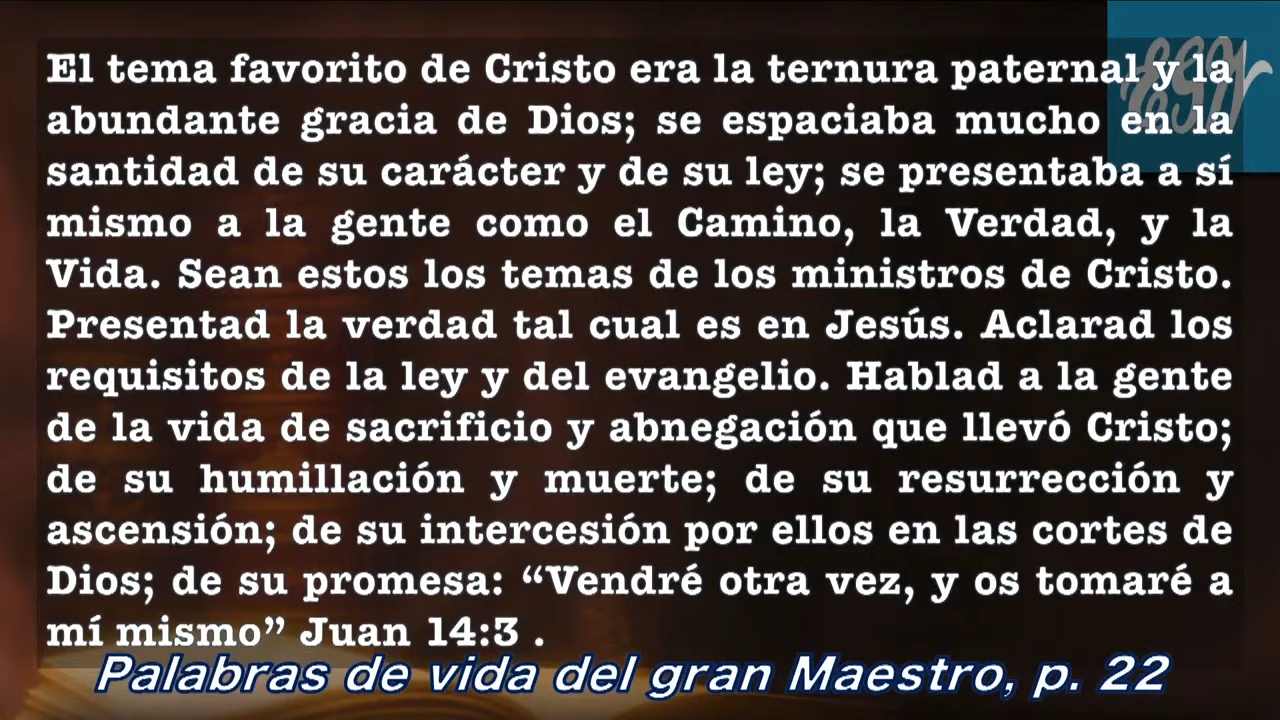 El tema favorito de Cristo era la ternura paternal y la
abundante gracia de Dios; se espaciaba mucho en la
santidad de su carácter y de su ley; se presentaba a sí
mismo a la gente como el Camino, la Verdad, y la
Vida. Sean estos los temas de los ministros de Cristo.
Presentad la verdad tal cual es en Jesús. Aclarad los
requisitos de la ley y del evangelio. Hablad a la gente
de la vida de sacrificio y abnegación que llevó Cristo;
de su humillación y muerte; de su resurrección y
ascensión; de su intercesión por ellos en las cortes de
Dios; de su promesa: “Vendré otra vez, y os tomaré a
mí mismo” Juan 14:3 .
Palabras de vida del gran Maestro, p. 22